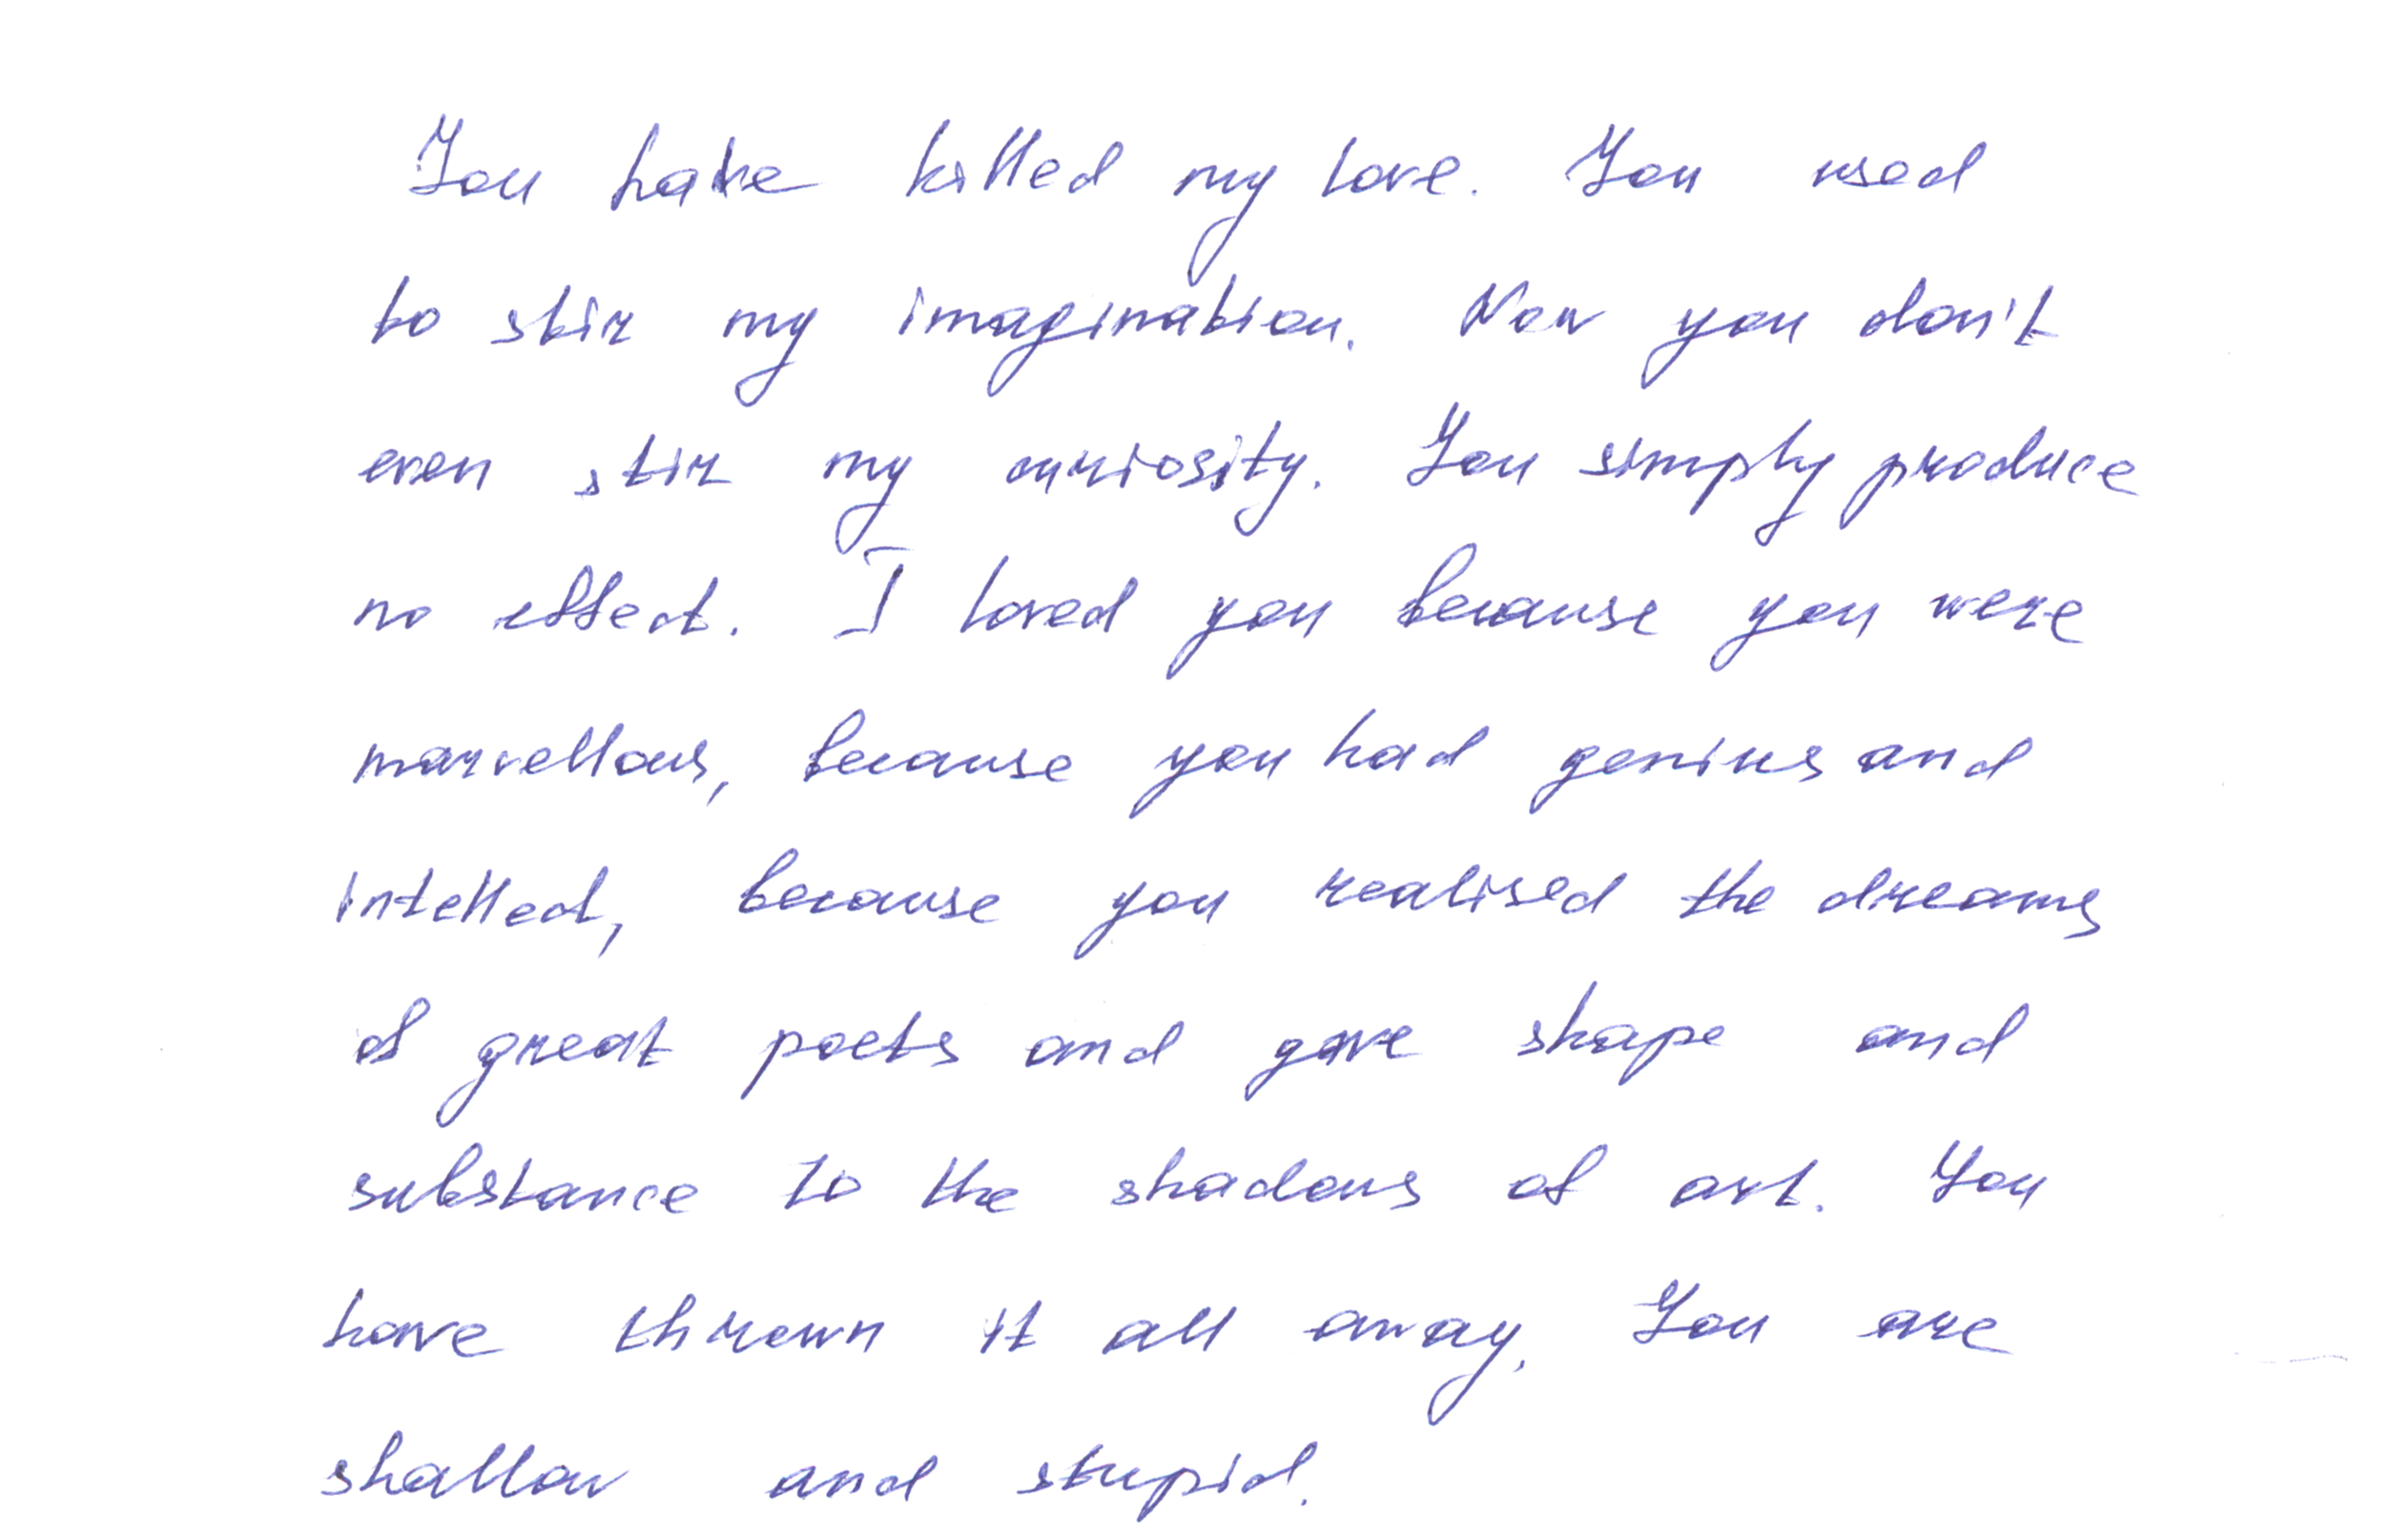 You have killed my love. You used
to stir my imagination. Now you don't
even stir my curiosity. You simply produce
no effect. I loved you because you were
marvellous, because you had genius and
intellect, because you realised the dreams
of great poets and gave shape and
substance to the shadows of art. You
have thrown it all away. You are
shallow and stupid.